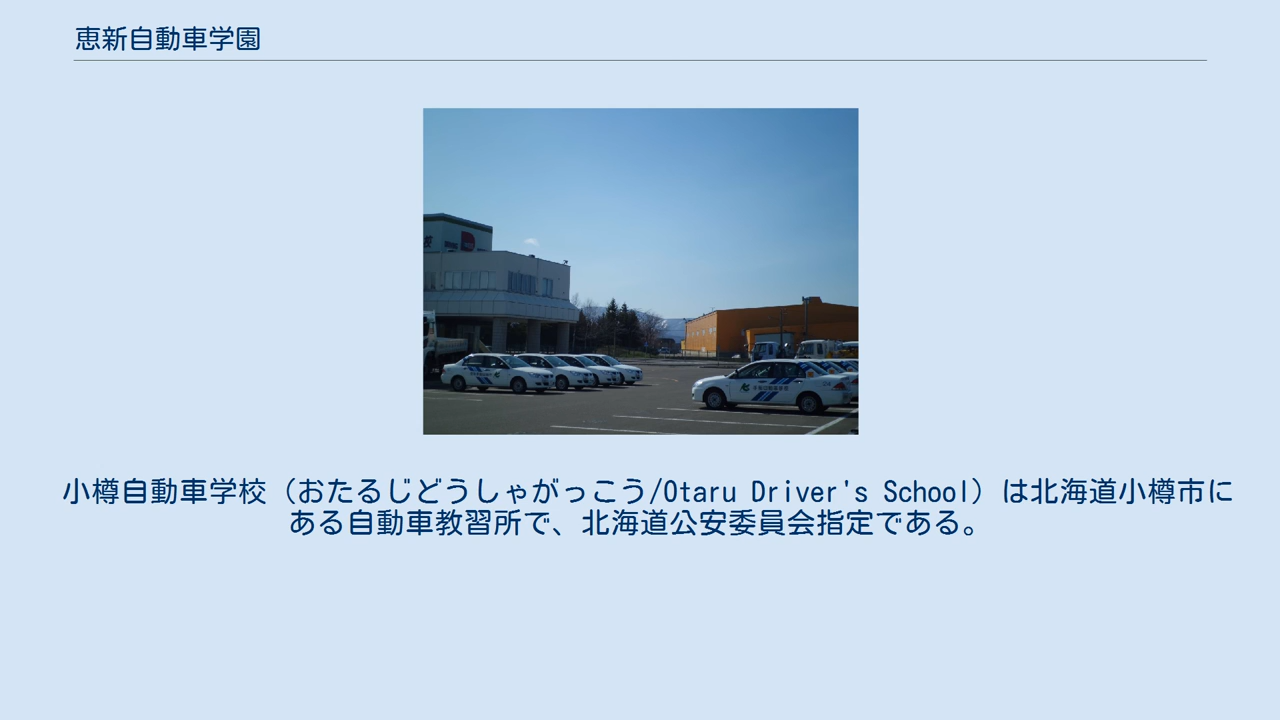 恵新自動車学園
校
小樽自動車学校（おたるじどうしゃがっこう/Otaru Driver's School）は北海道小樽市に
ある自動車教習所で、北海道公安委員会指定である。